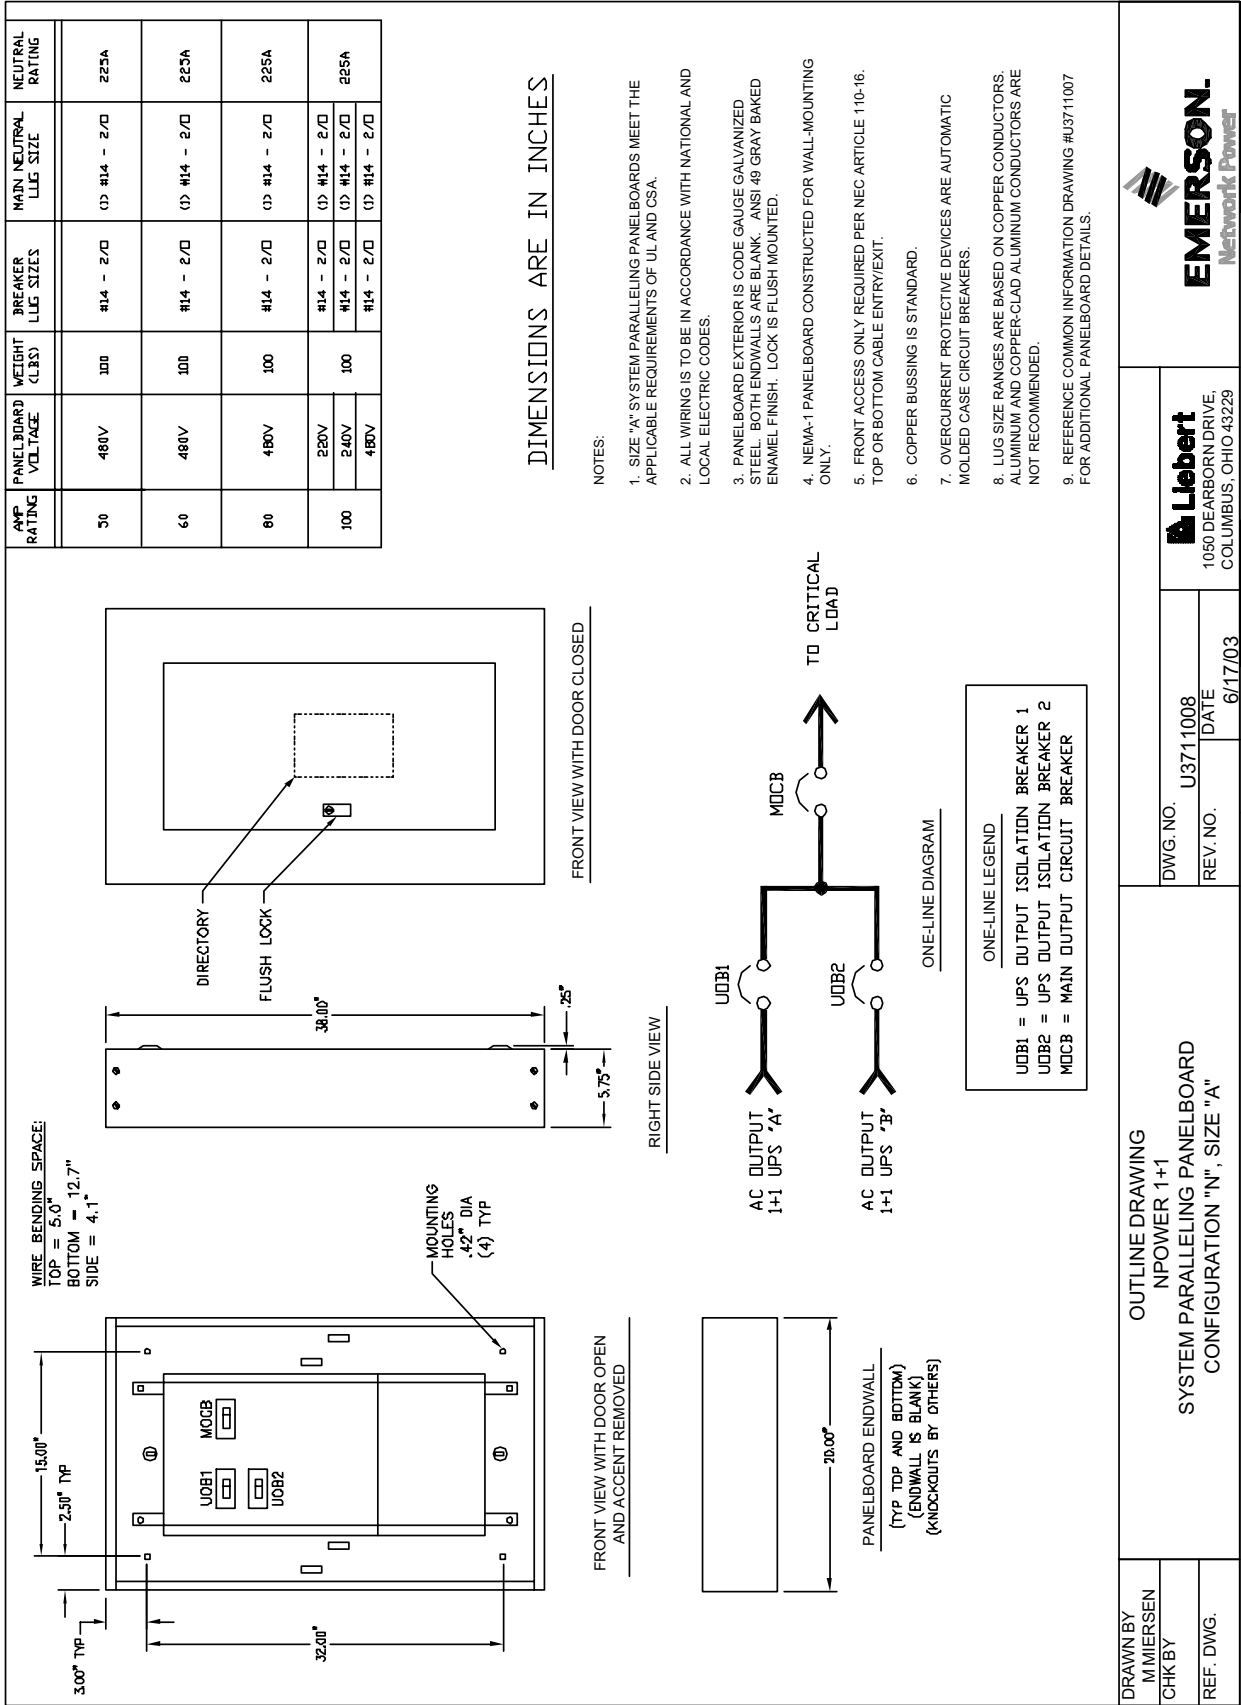 WIRE BENDING SPACE:
TOP = 5.0"
BOTTOM = 12.7"
SIDE = 4.1"
3.00" TYP
15.00"
2.50" TYP
32.00"
UOB1
UOB2
MOCB
MOUNTING
HOLES
.42" DIA
(4) TYP
FRONT VIEW WITH DOOR OPEN
AND ACCENT REMOVED
38.00"
.25"
5.75"
RIGHT SIDE VIEW
DIRECTORY
FLUSH LOCK
FRONT VIEW WITH DOOR CLOSED
AMP
RATING
PANELBOARD
VOLTAGE
WEIGHT
(LBS)
BREAKER
LUG SIZES
MAIN NEUTRAL
LUG SIZE
NEUTRAL
RATING
50 480V 100 #14 - 2/0 (1) #14 - 2/0 225A
60 480V 100 #14 - 2/0 (1) #14 - 2/0 225A
80 480V 100 #14 - 2/0 (1) #14 - 2/0 225A
100 220V 100 #14 - 2/0 (1) #14 - 2/0 225A
240V #14 - 2/0 (1) #14 - 2/0
480V #14 - 2/0 (1) #14 - 2/0
20.00"
PANELBOARD ENDWALL
(TYP TOP AND BOTTOM)
(ENDWALL IS BLANK)
(KNOCKOUTS BY OTHERS)
AC OUTPUT
1+1 UPS "A"
AC OUTPUT
1+1 UPS "B"
UOB1
UOB2
MOCB
TO CRITICAL
LOAD
ONE-LINE DIAGRAM
ONE-LINE LEGEND
UOB1 = UPS OUTPUT ISOLATION BREAKER 1
UOB2 = UPS OUTPUT ISOLATION BREAKER 2
MOCB = MAIN OUTPUT CIRCUIT BREAKER
DIMENSIONS ARE IN INCHES
NOTES:
1. SIZE "A" SYSTEM PARALLELING PANELBOARDS MEET THE
APPLICABLE REQUIREMENTS OF UL AND CSA.
2. ALL WIRING IS TO BE IN ACCORDANCE WITH NATIONAL AND
LOCAL ELECTRIC CODES.
3. PANELBOARD EXTERIOR IS CODE GAUGE GALVANIZED
STEEL. BOTH ENDWALLS ARE BLANK. ANSI 49 GRAY BAKED
ENAMEL FINISH. LOCK IS FLUSH MOUNTED.
4. NEMA-1 PANELBOARD CONSTRUCTED FOR WALL-MOUNTING
ONLY.
5. FRONT ACCESS ONLY REQUIRED PER NEC ARTICLE 110-16.
TOP OR BOTTOM CABLE ENTRY/EXIT.
6. COPPER BUSSING IS STANDARD.
7. OVERCURRENT PROTECTIVE DEVICES ARE AUTOMATIC
MOLDED CASE CIRCUIT BREAKERS.
8. LUG SIZE RANGES ARE BASED ON COPPER CONDUCTORS.
ALUMINUM AND COPPER-CLAD ALUMINUM CONDUCTORS ARE
NOT RECOMMENDED.
9. REFERENCE COMMON INFORMATION DRAWING #U3711007
FOR ADDITIONAL PANELBOARD DETAILS.
DRAWN BY
M MIERSEN
CHK BY
REF. DWG.
OUTLINE DRAWING
NPOWER 1+1
SYSTEM PARALLELING PANELBOARD
CONFIGURATION "N", SIZE "A"
DWG. NO.
U3711008
REV. NO.
DATE
6/17/03
Liebert
1050 DEARBORN DRIVE,
COLUMBUS, OHIO 43229
EMERSON.
Network Power